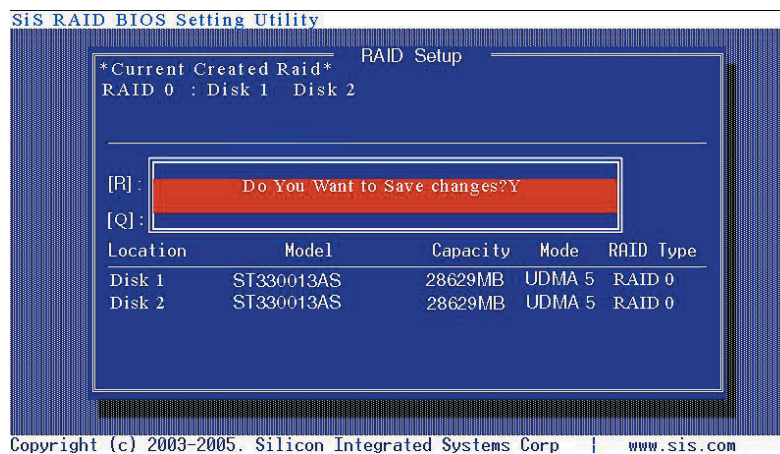 SiS RAID BIOS Setting Utility
RAID Setup
*Current Created Raid*
RAID 0 : Disk 1 Disk 2
[R] :
Do You Want to Save changes?Y
[Q] :
Location Model Capacity Mode RAID Type
Disk 1 ST330013AS 28629MB UDMA 5 RAID 0
Disk 2 ST330013AS 28629MB UDMA 5 RAID 0
Copyright (c) 2003-2005. Silicon Integrated Systems Corp | www.sis.com